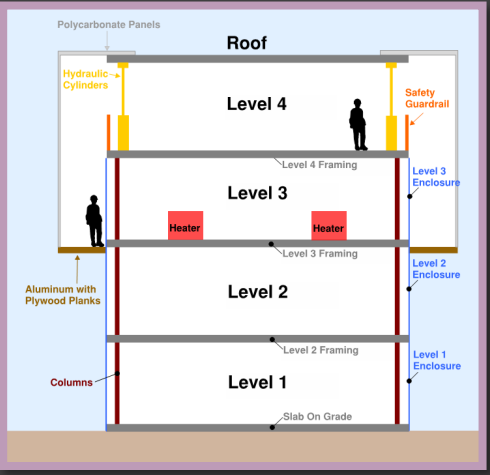 Polycarbonate Panels
Roof
Hydraulic
Cylinders
Level 4
Safety
Guardrail
Level 4 Framing
Level 3
Enclosure
Level 3
Heater
Heater
Level 3 Framing
Level 2
Enclosure
Aluminum with
Plywood Planks
Level 2
Level 2 Framing
Level 1
Enclosure
Columns
Level 1
Slab On Grade